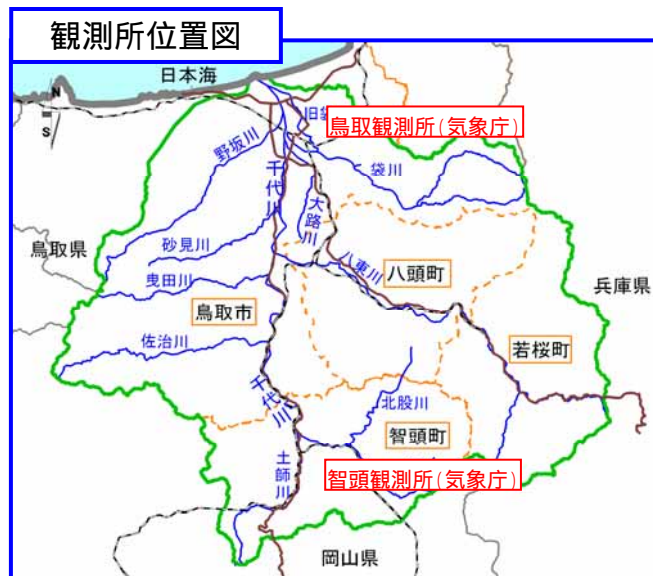 観測所位置図
日本海
N
S
旧袋
鳥取観測所(気象庁)
野坂川
千代川
袋川
大路川
鳥取県
砂見川
八東川
八頭町
兵庫県
曳田川
鳥取市
佐治川
若桜町
千代川
北股川
智頭町
土師川
智頭観測所(気象庁)
岡山県